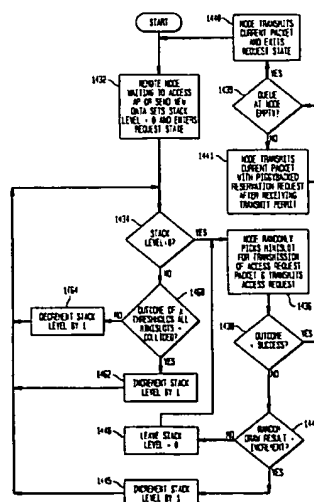 START
1432
REMOTE NODE
WAITING TO ACCESS
AP OR SEND NEW
DATA SETS STACK
LEVEL = 0 AND ENTERS
REQUEST STATE
1440
NODE TRANSMITS
CURRENT PACKET
AND EXITS
REQUEST STATE
YES
1439
QUEUE
AT NODE
EMPTY?
NO
1441
NODE TRANSMITS
CURRENT PACKET
WITH PIGGYBACKED
RESERVATION REQUEST
AFTER RECEIVING
TRANSMIT PERMIT
1434
STACK
LEVEL=0?
YES
NO
NODE RANDOMLY
PICKS MINISLOT
FOR TRANSMISSION
OF ACCESS REQUEST
PACKET & TRANSMITS
ACCESS REQUEST
1436
1464
DECREMENT STACK
LEVEL BY 1
NO
1460
OUTCOME OF
THRESHOLD% ALL
MINISLOTS =
COLLIDED?
YES
1438
OUTCOME
= SUCCESS?
YES
NO
1462
INCREMENT STACK
LEVEL BY 1
1446
LEAVE STACK
LEVEL = 0
NO
RANDOM
DRAW RESULT =
INCREMENT?
YES
1445
INCREMENT STACK
LEVEL BY 1